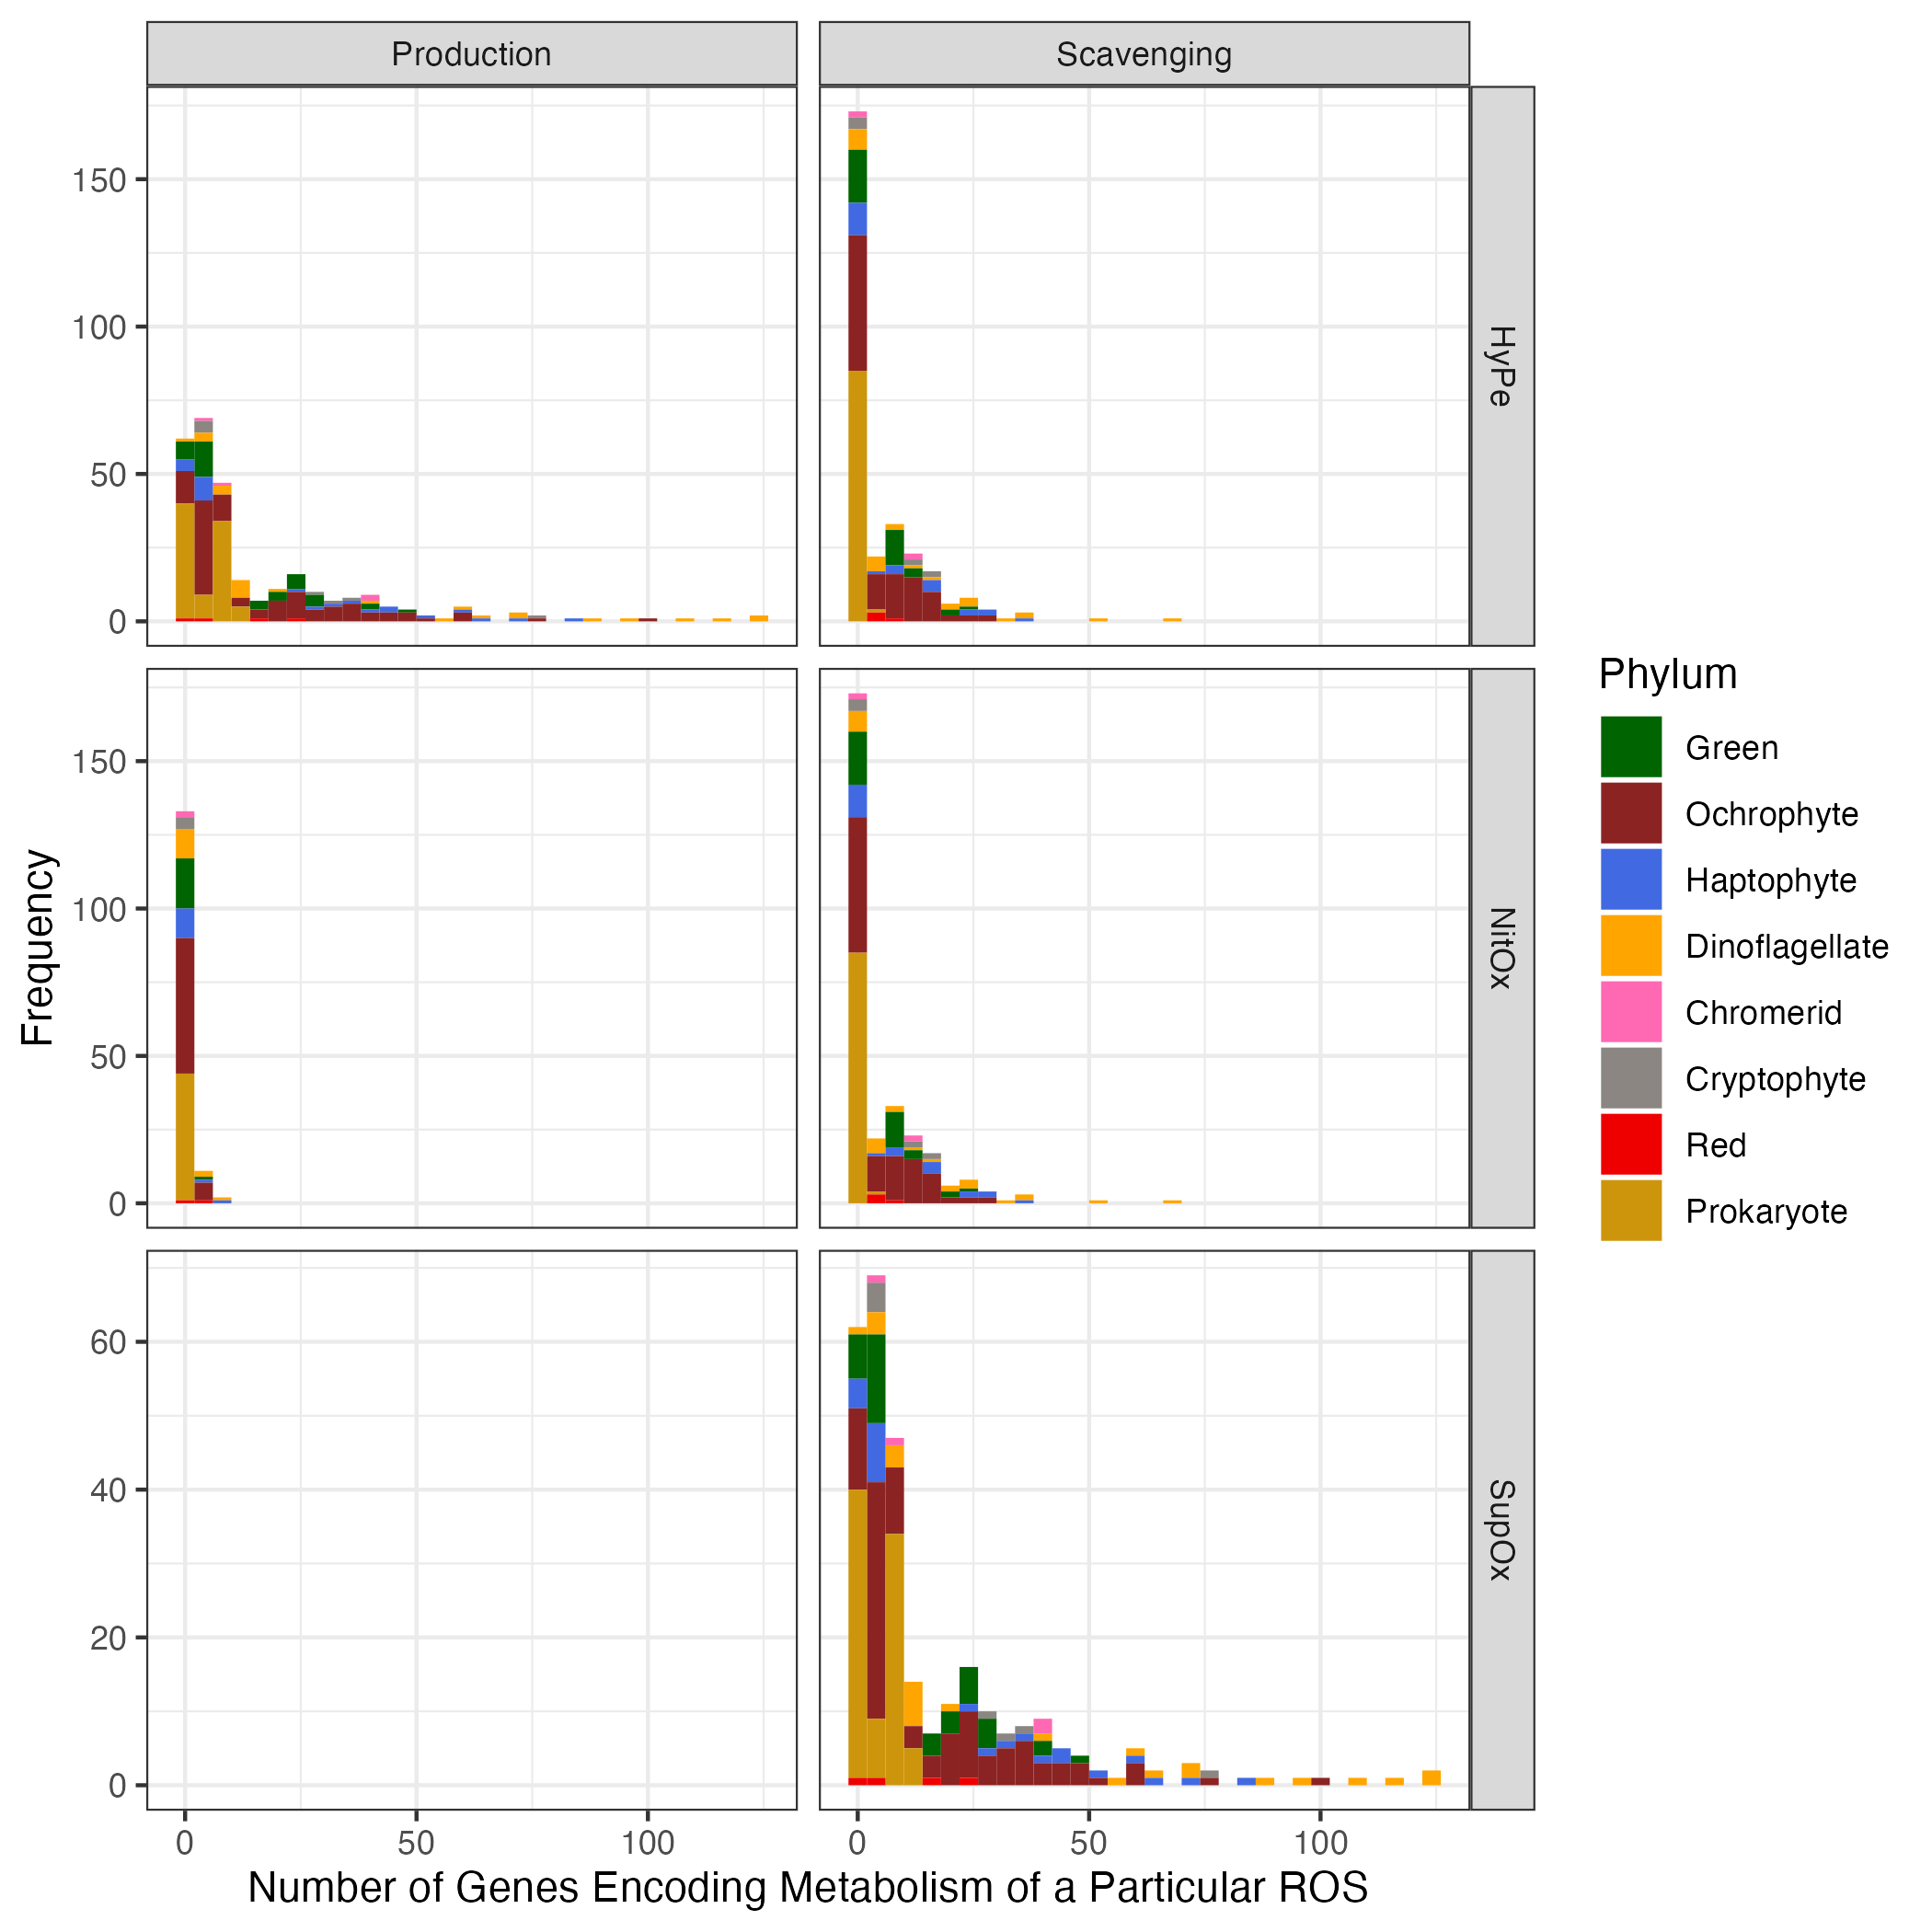 Production
Scavenging
150
100
50
0
HyPe
150
100
50
0
NitOx
60
40
20
0
SupOx
0
50
100
0
50
100
Frequency
Number of Genes Encoding Metabolism of a Particular ROS
Phylum
Green
Ochrophyte
Haptophyte
Dinoflagellate
Chromerid
Cryptophyte
Red
Prokaryote